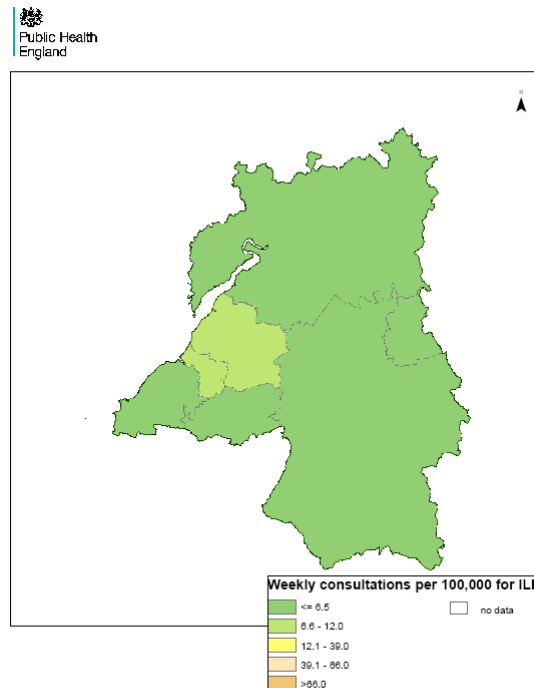 Public Health
England
N
Weekly consultations per 100,000 for ILI
<= 6.5
no data
6.6 - 12.0
12.1 - 39.0
39.1 - 66.0
>66.0